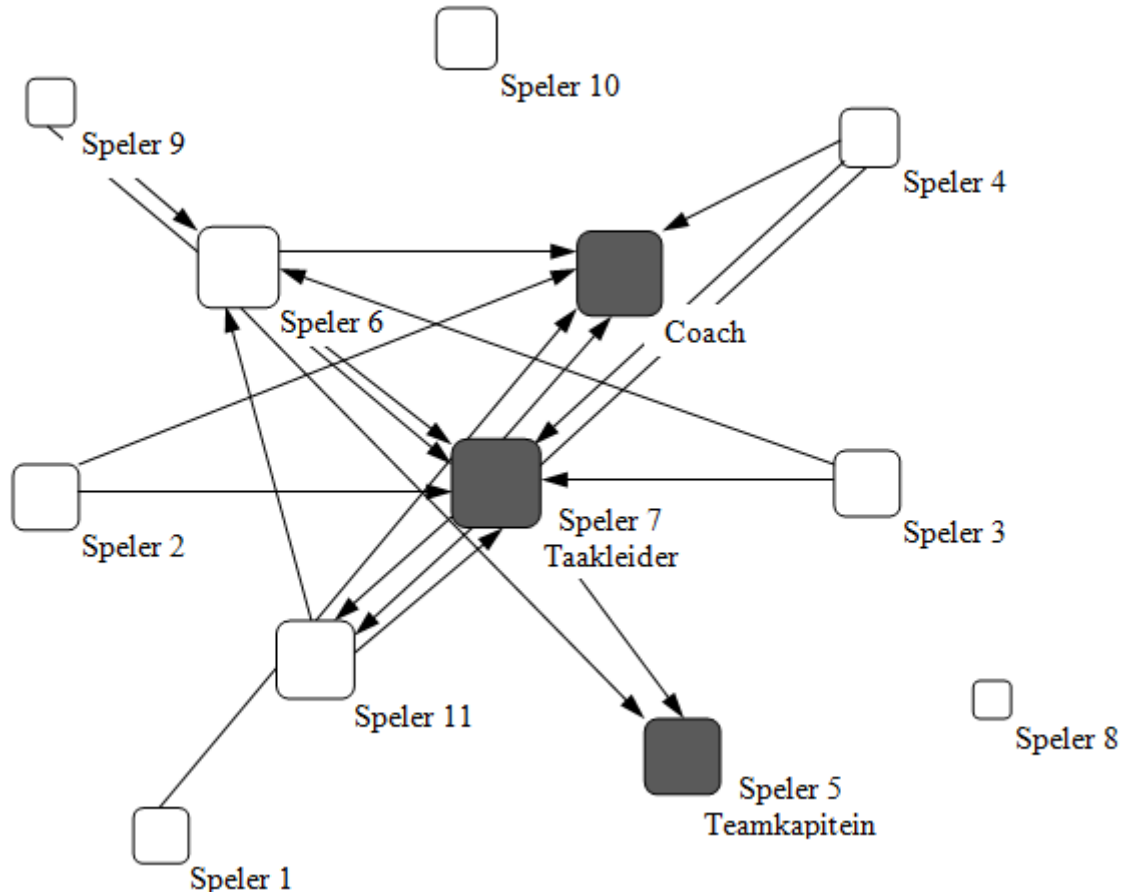 Speler 10
Speler 9
Speler 4
Speler 6
Coach
Speler 2
Speler 7
Taakleider
Speler 3
Speler 11
Speler 8
Speler 5
Teamkapitein
Speler 1